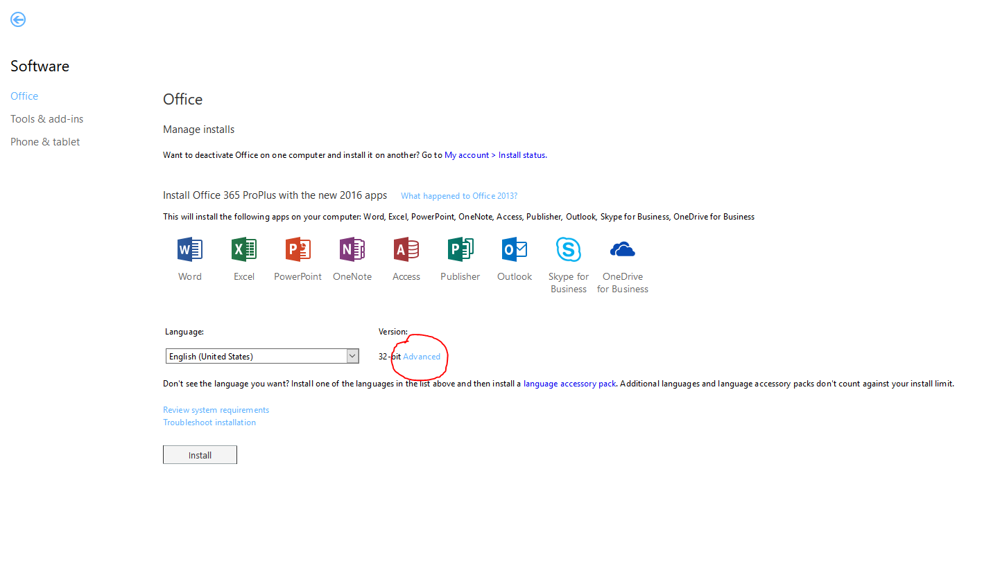 Software
Office
Tools & add-ins
Phone & tablet
Office
Manage installs
Want to deactivate Office on one computer and install it on another? Go to My account > Install status.
Install Office 365 ProPlus with the new 2016 apps What happened to Office 2013?
This will install the following apps on your computer: Word, Excel, PowerPoint, OneNote, Access, Publisher, Outlook, Skype for Business, OneDrive for Business
W X P N A P O S
Word Excel PowerPoint OneNote Access Publisher Outlook Skype for Business OneDrive for Business
Language: Version:
English (United States) 32-bit Advanced
Don't see the language you want? Install one of the languages in the list above and then install a language accessory pack. Additional languages and language accessory packs don't count against your install limit.
Review system requirements
Troubleshoot installation
Install